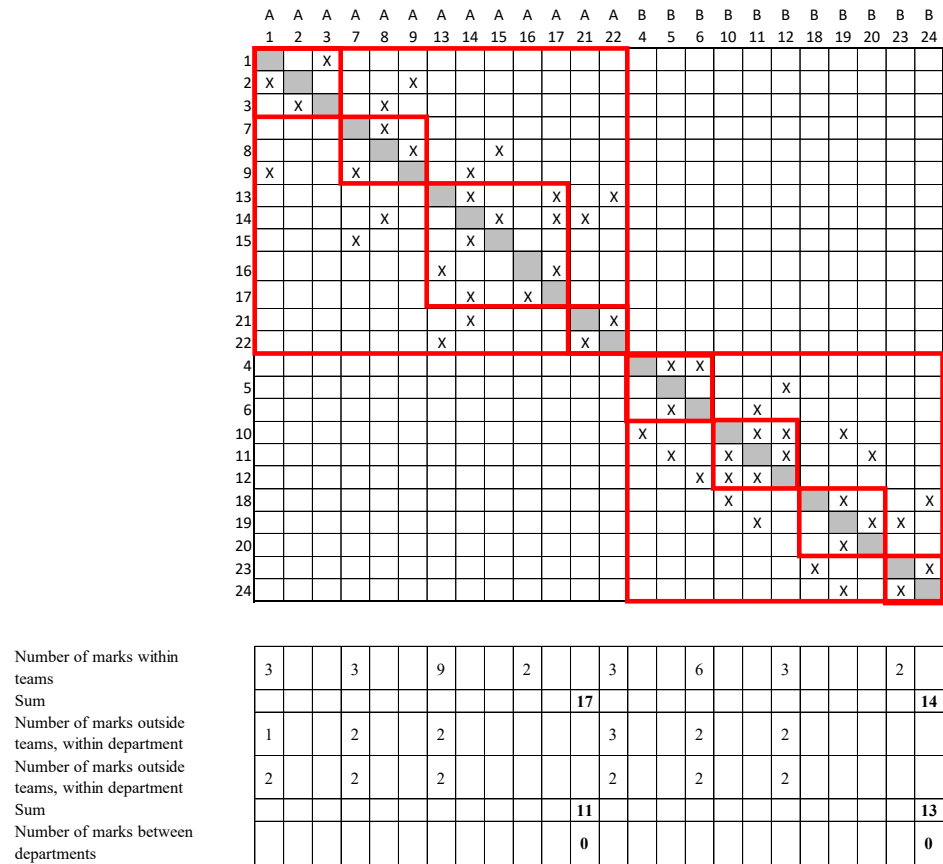 A A A A A A A A A A A A A B B B B B B B B B B B
1 2 3 7 8 9 13 14 15 16 17 21 22 4 5 6 10 11 12 18 19 20 23 24
1 X
2 X X
3 X X
7 X
8 X X
9 X X X
13 X X X
14 X X X X
15 X X
16 X X
17 X X
21 X X
22 X X
4 X X
5 X
6 X X
10 X X X X
11 X X X X
12 X X X
18 X X X
19 X X X
20 X
23 X X
24 X X
Number of marks within
teams 3 3 9 2 3 6 3 2
Sum 17 14
Number of marks outside
teams, within department 1 2 2 3 2 2
Number of marks outside
teams, within department 2 2 2 2 2 2
Sum 11 13
Number of marks between
departments 0 0